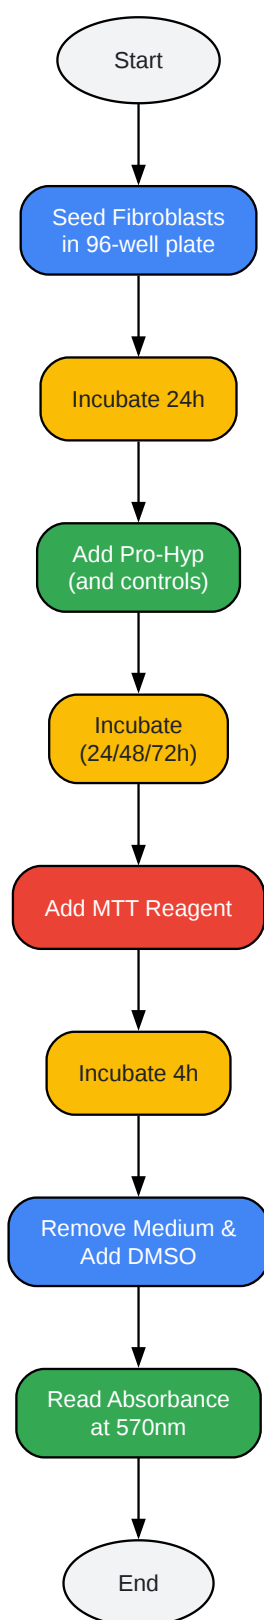 Start
Seed Fibroblasts
in 96-well plate
Incubate 24h
Add Pro-Hyp
(and controls)
Incubate
(24/48/72h)
Add MTT Reagent
Incubate 4h
Remove Medium &
Add DMSO
Read Absorbance
at 570nm
End